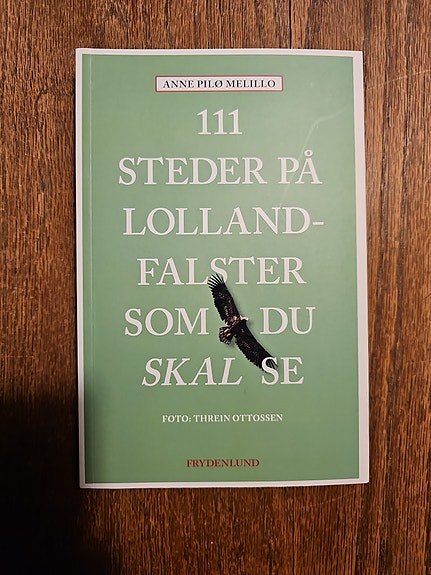 ANNE PILØ MELILLO
111
STEDER PÅ
LOLLAND-
FALSTER
SOM DU
SKAL SE
FOTO: THREIN OTTOSSEN
FRYDENLUND